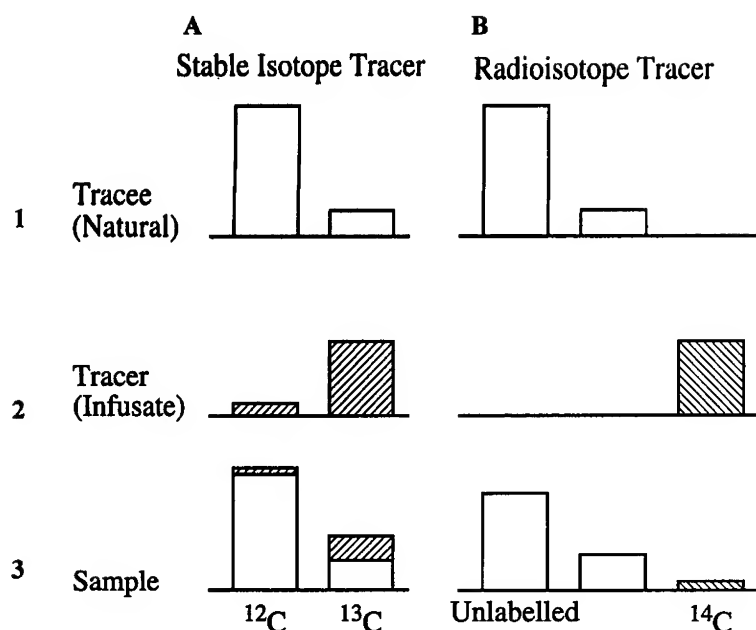 A
B
Stable Isotope Tracer
Radioisotope Tracer
1
Tracee
(Natural)
2
Tracer
(Infusate)
3
Sample
¹²C
¹³C
Unlabelled
¹⁴C